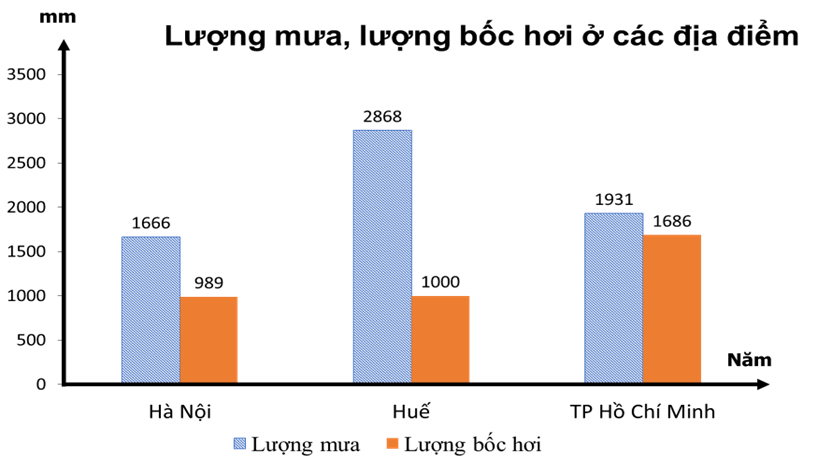 mm
Lượng mưa, lượng bốc hơi ở các địa điểm
3500
3000
2500
2000
1500
1000
500
0
1666
989
2868
1000
1931
1686
Năm
Hà Nội
Huế
TP Hồ Chí Minh
Lượng mưa
Lượng bốc hơi